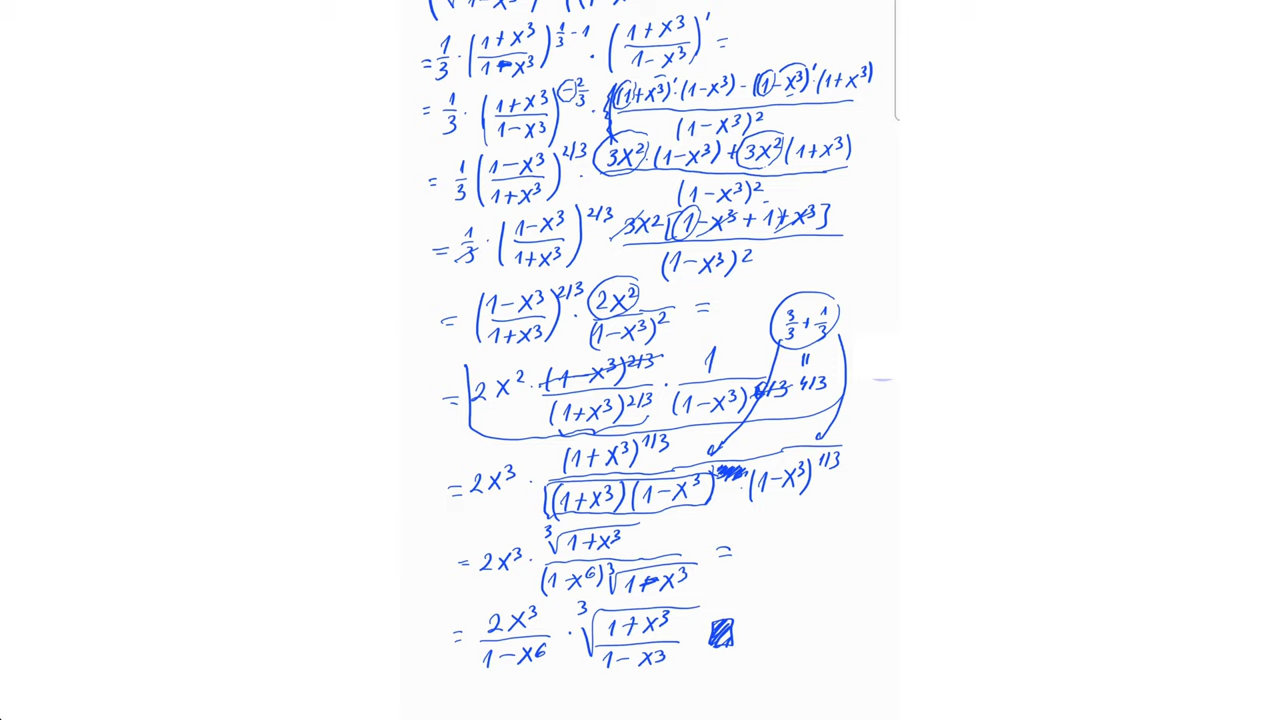 = 1/3 · ((1+x³)/(1-x³))^(1/3 - 1) · ((1+x³)/(1-x³))' =
= 1/3 · ((1+x³)/(1-x³))^(-2/3) · ((1+x³)'·(1-x³) - (1-x³)'·(1+x³))/(1-x³)²
= 1/3 ((1-x³)/(1+x³))^(2/3) · (3x²·(1-x³) + 3x²(1+x³))/(1-x³)²
= 1/3 · ((1-x³)/(1+x³))^(2/3) · (3x²[1-x³+1+x³])/(1-x³)²
= ((1-x³)/(1+x³))^(2/3) · 2x²/(1-x³)² =
3/3 + 1/3
= 4/3
= 2x² · (1-x³)^(2/3)/(1+x³)^(2/3) · 1/(1-x³)
= 2x³ · (1+x³)^(1/3)/((1+x³)(1-x³) · (1-x³)^(1/3))
= 2x³ · ∛(1+x³)/((1-x⁶)∛(1-x³)) =
= 2x³/(1-x⁶) · ∛((1+x³)/(1-x³))